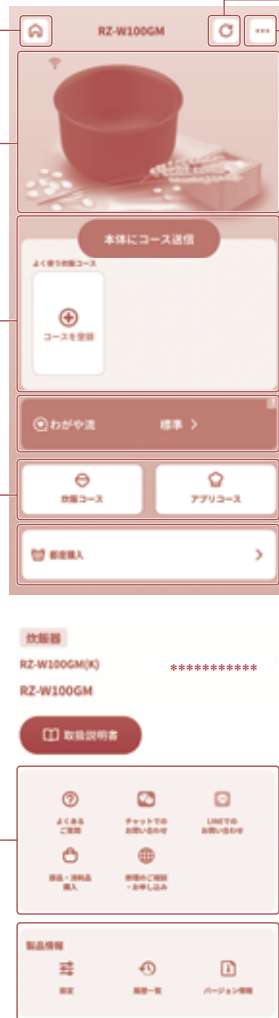 RZ-W100GM
本体にコース送信
よく使う炊飯コース
コースを登録
わがや流 標準
炊飯コース アプリコース
都度購入
炊飯器
RZ-W100GM(K) ***********
RZ-W100GM
取扱説明書
よくある チャットでの LINEでの
ご質問 お問い合わせ お問い合わせ
部品・消耗品 修理のご相談
購入 ・お申し込み
製品情報
設定 履歴一覧 バージョン情報